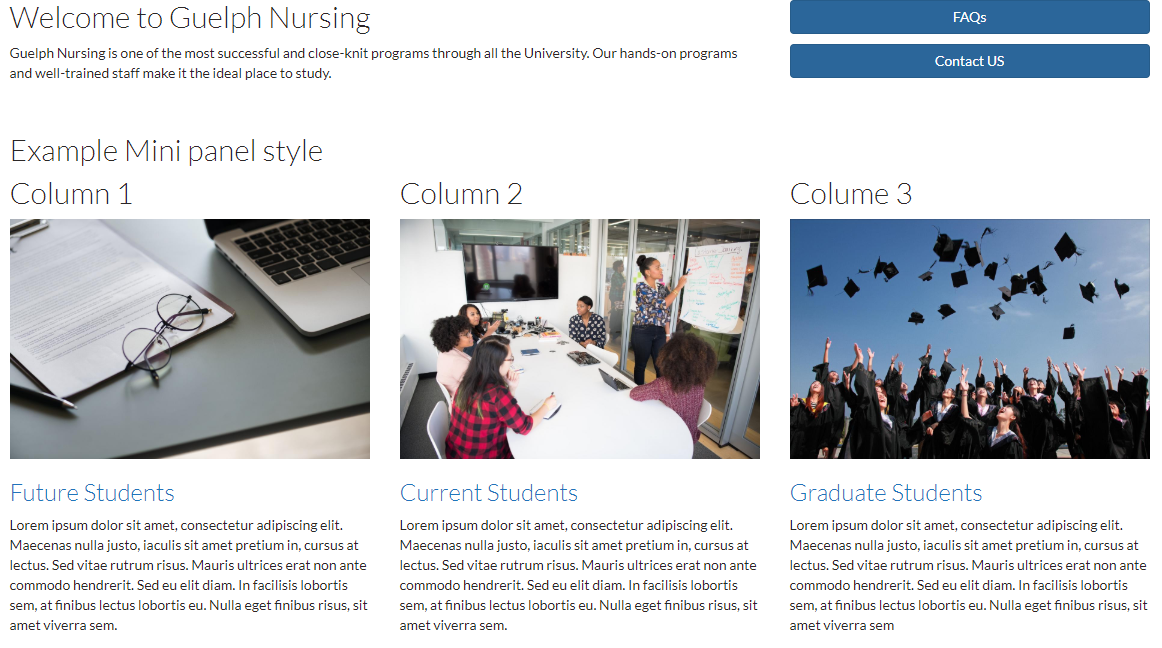 Welcome to Guelph Nursing
Guelph Nursing is one of the most successful and close-knit programs through all the University. Our hands-on programs
and well-trained staff make it the ideal place to study.
FAQs
Contact US
Example Mini panel style
Column 1
Column 2
Colume 3
Future Students
Lorem ipsum dolor sit amet, consectetur adipiscing elit.
Maecenas nulla justo, iaculis sit amet pretium in, cursus at
lectus. Sed vitae rutrum risus. Mauris ultrices erat non ante
commodo hendrerit. Sed eu elit diam. In facilisis lobortis
sem, at finibus lectus lobortis eu. Nulla eget finibus risus, sit
amet viverra sem.
Current Students
Lorem ipsum dolor sit amet, consectetur adipiscing elit.
Maecenas nulla justo, iaculis sit amet pretium in, cursus at
lectus. Sed vitae rutrum risus. Mauris ultrices erat non ante
commodo hendrerit. Sed eu elit diam. In facilisis lobortis
sem, at finibus lectus lobortis eu. Nulla eget finibus risus, sit
amet viverra sem.
Graduate Students
Lorem ipsum dolor sit amet, consectetur adipiscing elit.
Maecenas nulla justo, iaculis sit amet pretium in, cursus at
lectus. Sed vitae rutrum risus. Mauris ultrices erat non ante
commodo hendrerit. Sed eu elit diam. In facilisis lobortis
sem, at finibus lectus lobortis eu. Nulla eget finibus risus, sit
amet viverra sem